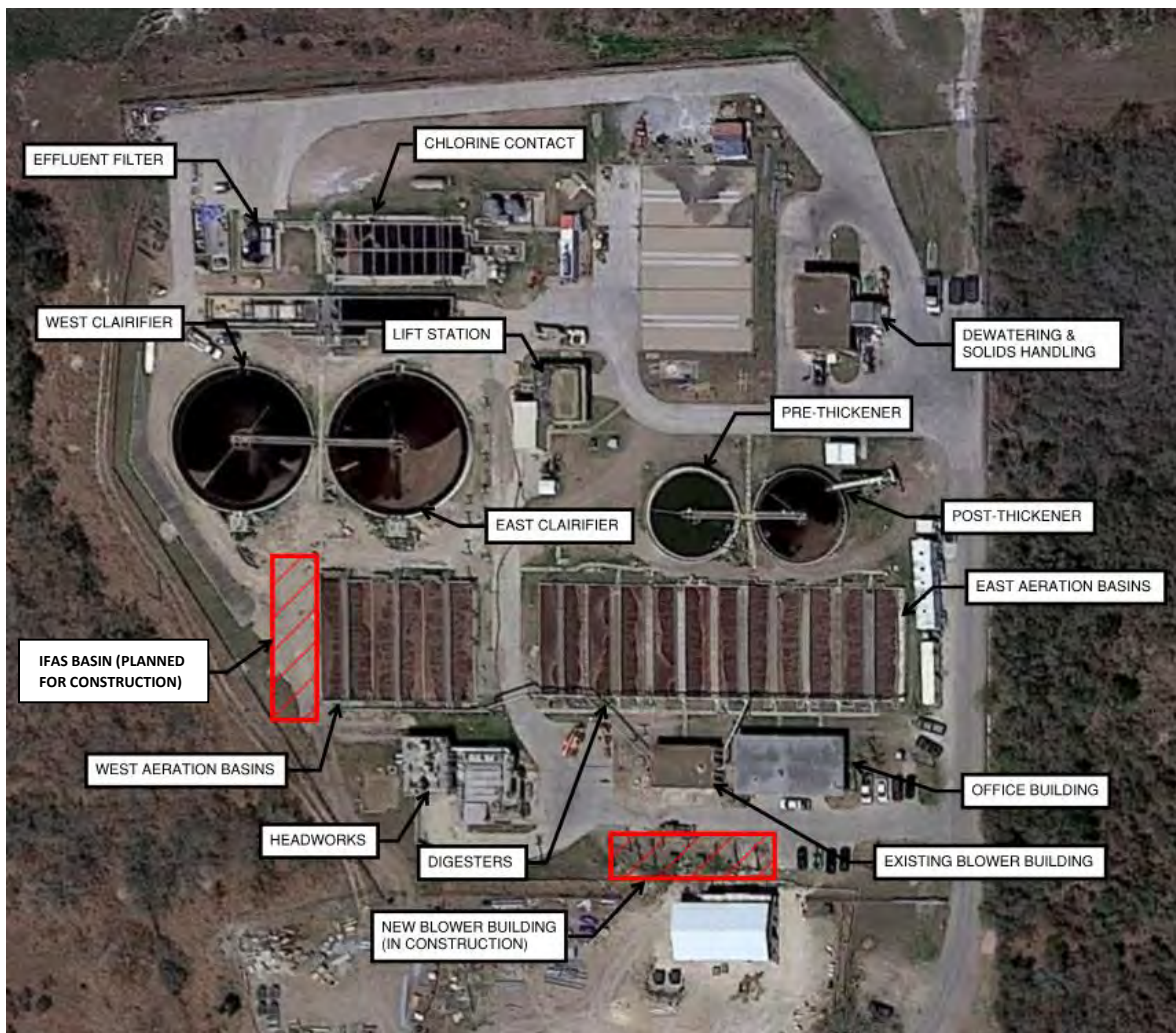 CHLORINE CONTACT
EFFLUENT FILTER
WEST CLAIRIFIER
LIFT STATION
DEWATERING &
SOLIDS HANDLING
PRE-THICKENER
EAST CLAIRIFIER
POST-THICKENER
EAST AERATION BASINS
IFAS BASIN (PLANNED
FOR CONSTRUCTION)
WEST AERATION BASINS
OFFICE BUILDING
HEADWORKS
DIGESTERS
EXISTING BLOWER BUILDING
NEW BLOWER BUILDING
(IN CONSTRUCTION)